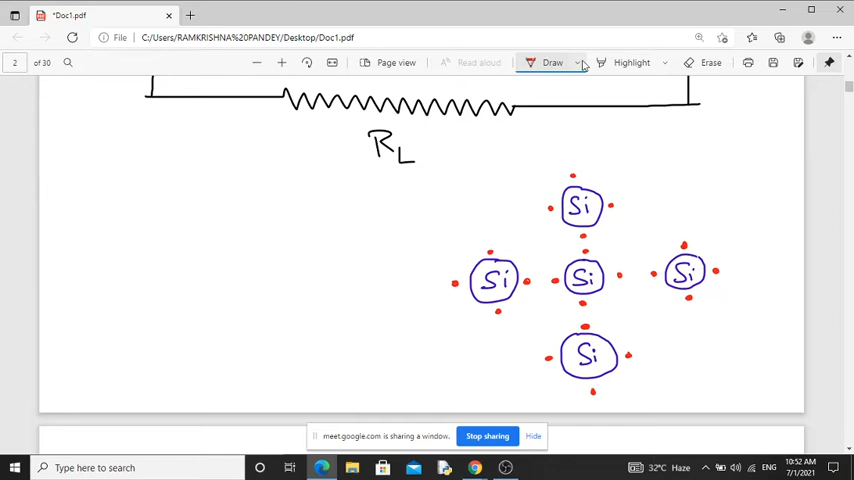 *Doc1.pdf
File C:/Users/RAMKRISHNA%20PANDEY/Desktop/Doc1.pdf
2 of 30 Page view Read aloud Draw Highlight Erase
RL
Si
Si Si Si
Si
meet.google.com is sharing a window. Stop sharing Hide
Type here to search
32°C Haze ENG 10:52 AM
7/1/2021